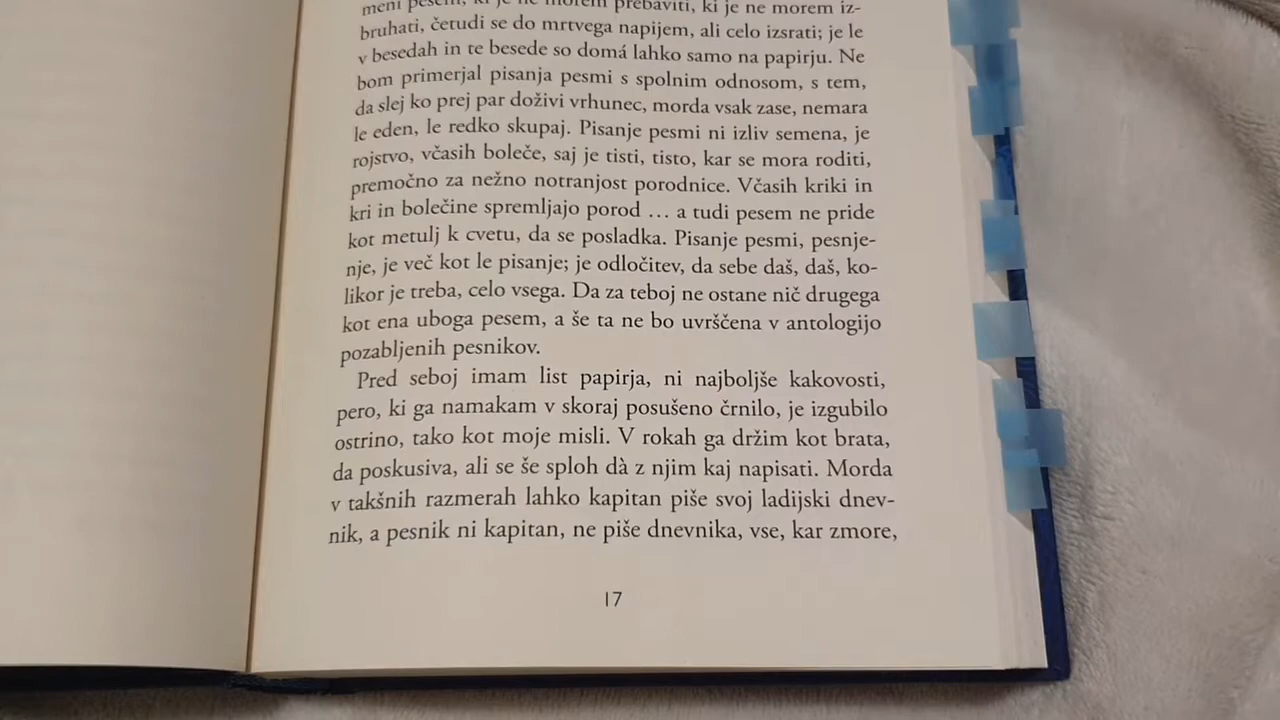 meni pesem, ki je ne morem prebaviti, ki je ne morem iz-
bruhati, četudi se do mrtvega napijem, ali celo izsrati; je le
v besedah in te besede so domá lahko samo na papirju. Ne
bom primerjal pisanja pesmi s spolnim odnosom, s tem,
da slej ko prej par doživi vrhunec, morda vsak zase, nemara
le eden, le redko skupaj. Pisanje pesmi ni izliv semena, je
rojstvo, včasih boleče, saj je tisti, tisto, kar se mora roditi,
premočno za nežno notranjost porodnice. Včasih kriki in
kri in bolečine spremljajo porod … a tudi pesem ne pride
kot metulj k cvetu, da se posladka. Pisanje pesmi, pesnje-
nje, je več kot le pisanje; je odločitev, da sebe daš, daš, ko-
likor je treba, celo vsega. Da za teboj ne ostane nič drugega
kot ena uboga pesem, a še ta ne bo uvrščena v antologijo
pozabljenih pesnikov.
Pred seboj imam list papirja, ni najboljše kakovosti,
pero, ki ga namakam v skoraj posušeno črnilo, je izgubilo
ostrino, tako kot moje misli. V rokah ga držim kot brata,
da poskusiva, ali se še sploh dà z njim kaj napisati. Morda
v takšnih razmerah lahko kapitan piše svoj ladijski dnev-
nik, a pesnik ni kapitan, ne piše dnevnika, vse, kar zmore,
17